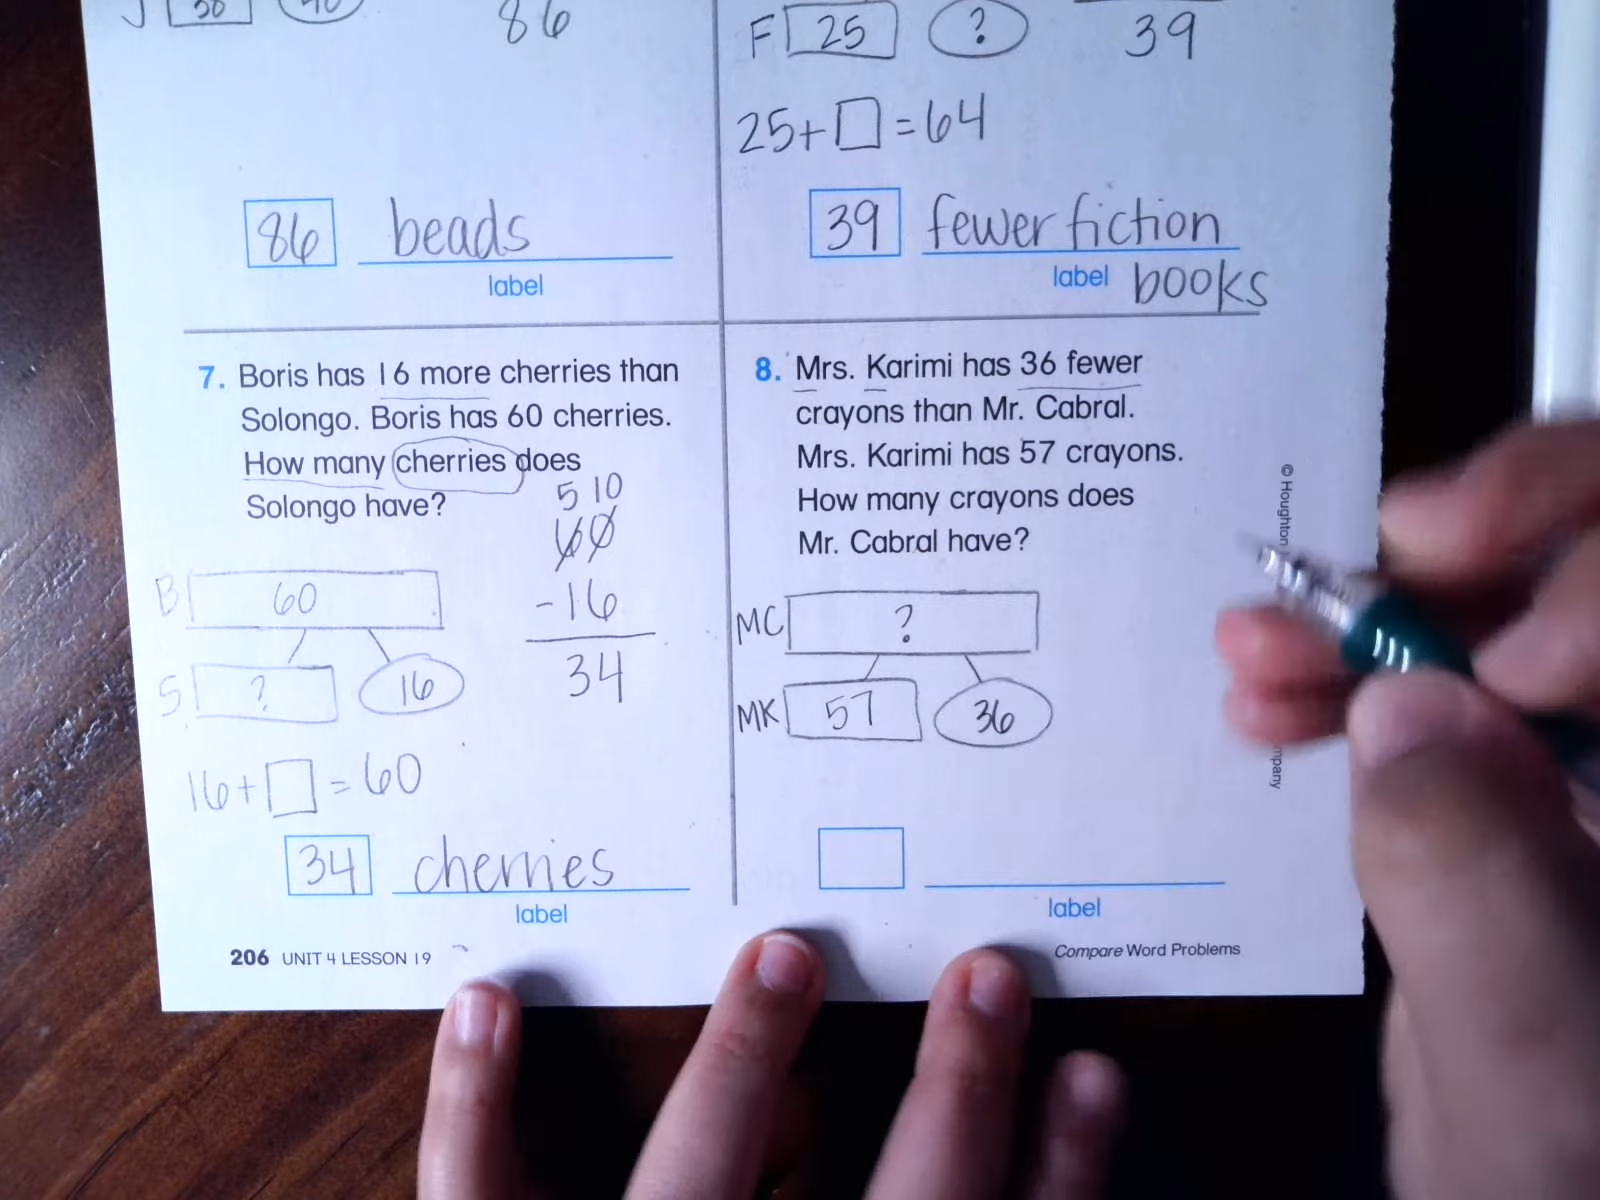 86
F 25 ? 39
25+□=64
86 beads
label
39 fewer fiction
label books
7. Boris has 16 more cherries than
Solongo. Boris has 60 cherries.
How many cherries does
Solongo have?
5 10
60
-16
34
B 60
S ? 16
16+□=60
34 cherries
label
8. Mrs. Karimi has 36 fewer
crayons than Mr. Cabral.
Mrs. Karimi has 57 crayons.
How many crayons does
Mr. Cabral have?
MC ?
MK 57 36
label
© Houghton
mpany
206 UNIT 4 LESSON 19
Compare Word Problems